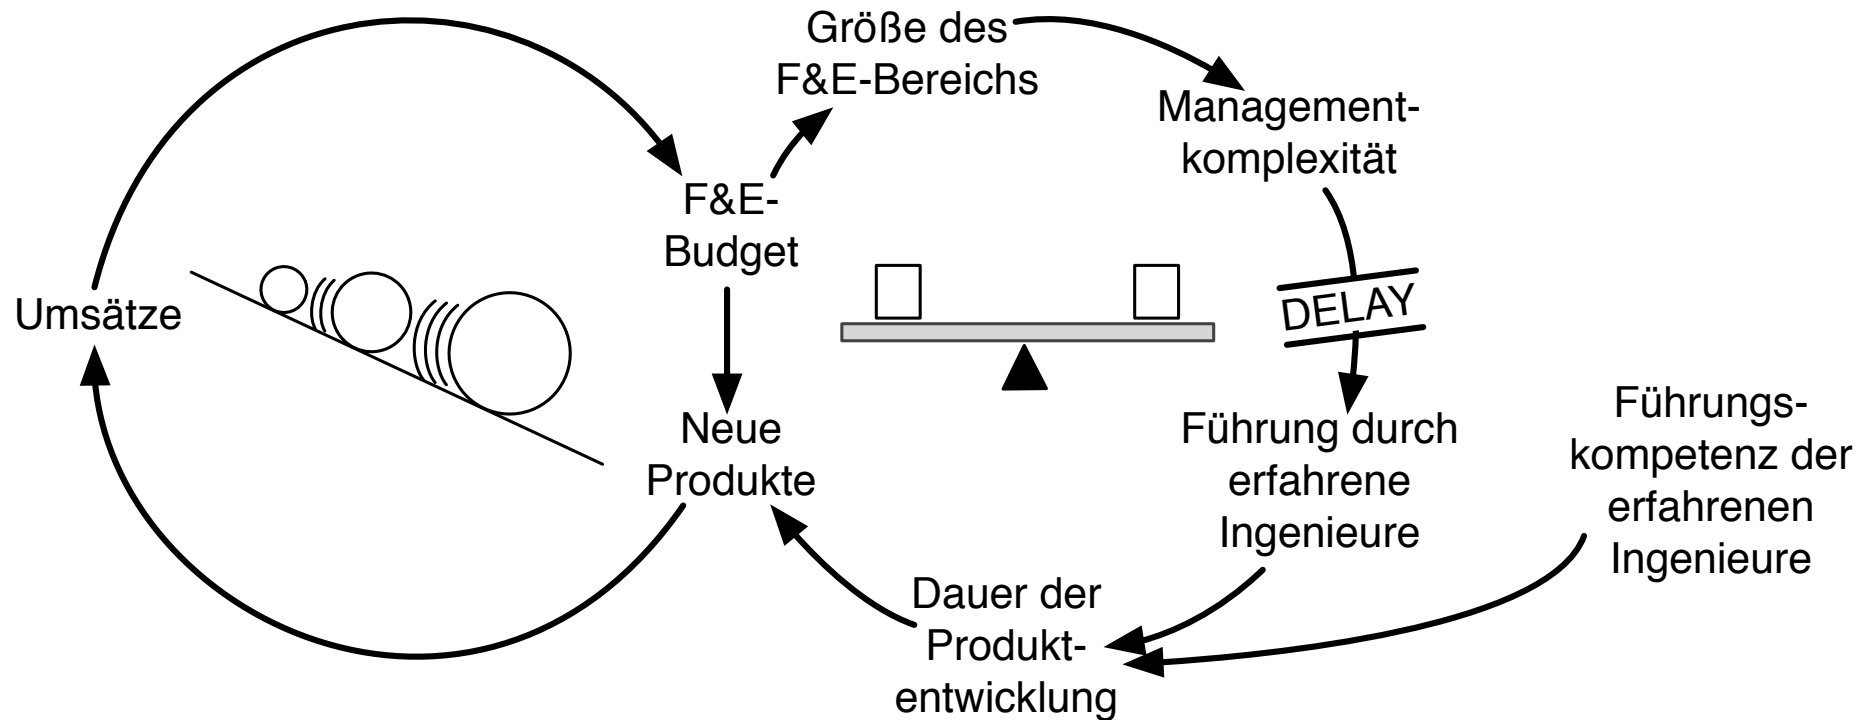 Größe des
F&E-Bereichs
Management-
komplexität
F&E-
Budget
Umsätze
DELAY
Neue
Produkte
Führung durch
erfahrene
Ingenieure
Führungs-
kompetenz der
erfahrenen
Ingenieure
Dauer der
Produkt-
entwicklung